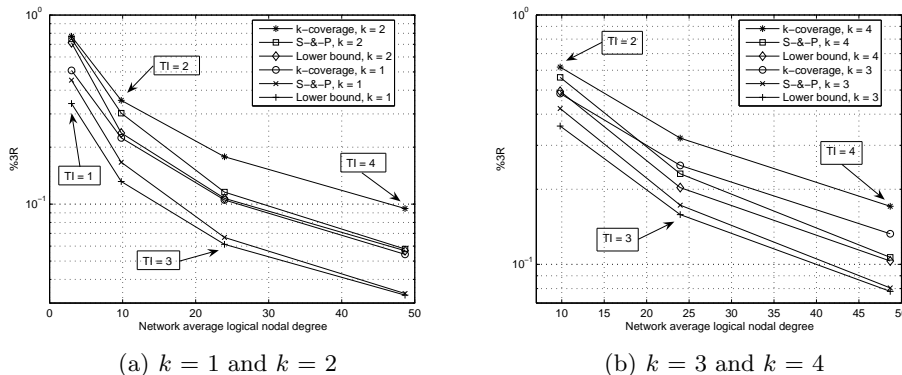 10^0
10^-1
%3R
k-coverage, k = 2
S-&-P, k = 2
Lower bound, k = 2
k-coverage, k = 1
S-&-P, k = 1
Lower bound, k = 1
TI = 2
TI = 4
TI = 1
TI = 3
0 10 20 30 40 50
Network average logical nodal degree
(a) k = 1 and k = 2
10^0
10^-1
%3R
k-coverage, k = 4
S-&-P, k = 4
Lower bound, k = 4
k-coverage, k = 3
S-&-P, k = 3
Lower bound, k = 3
TI = 2
TI = 4
TI = 3
10 15 20 25 30 35 40 45 50
Network average logical nodal degree
(b) k = 3 and k = 4